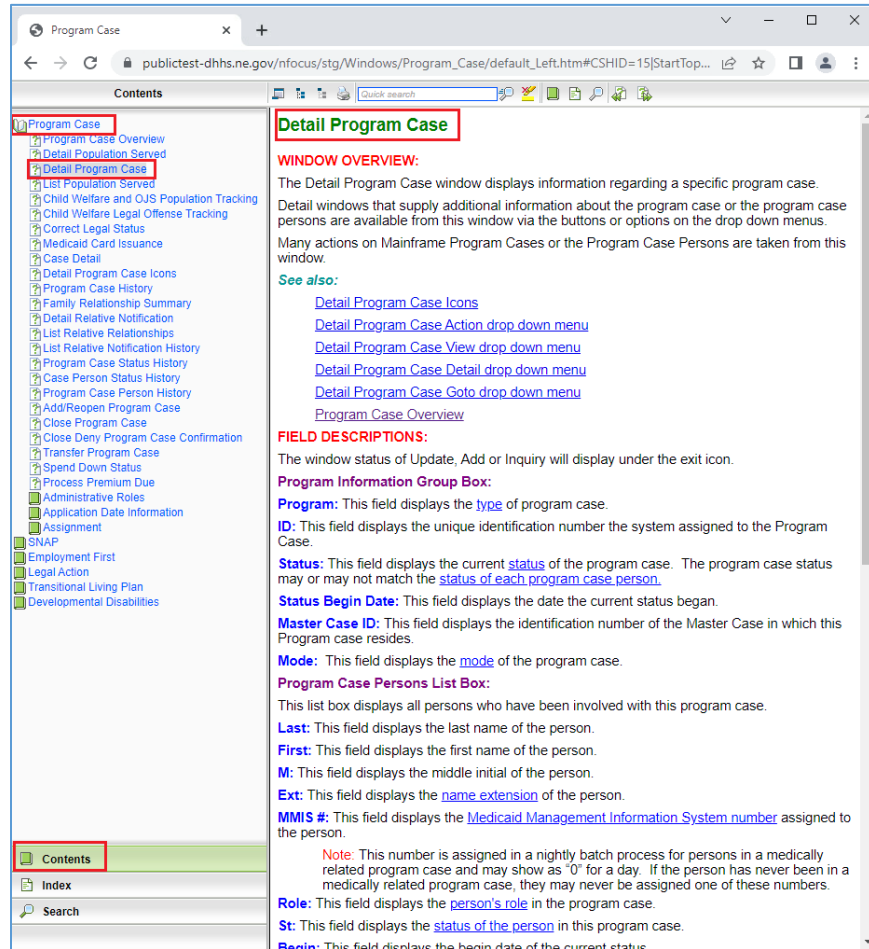 Program Case
publictest-dhhs.ne.gov/nfocus/stg/Windows/Program_Case/default_Left.htm#CSHID=15|StartTop...
Contents
Quick search
Program Case
Program Case Overview
Detail Population Served
Detail Program Case
List Population Served
Child Welfare and OJS Population Tracking
Child Welfare Legal Offense Tracking
Correct Legal Status
Medicaid Card Issuance
Case Detail
Detail Program Case Icons
Program Case History
Family Relationship Summary
Detail Relative Notification
List Relative Relationships
List Relative Notification History
Program Case Status History
Case Person Status History
Program Case Person History
Add/Reopen Program Case
Close Program Case
Close Deny Program Case Confirmation
Transfer Program Case
Spend Down Status
Process Premium Due
Administrative Roles
Application Date Information
Assignment
SNAP
Employment First
Legal Action
Transitional Living Plan
Developmental Disabilities
Contents
Index
Search
Detail Program Case
WINDOW OVERVIEW:
The Detail Program Case window displays information regarding a specific program case.
Detail windows that supply additional information about the program case or the program case
persons are available from this window via the buttons or options on the drop down menus.
Many actions on Mainframe Program Cases or the Program Case Persons are taken from this
window.
See also:
Detail Program Case Icons
Detail Program Case Action drop down menu
Detail Program Case View drop down menu
Detail Program Case Detail drop down menu
Detail Program Case Goto drop down menu
Program Case Overview
FIELD DESCRIPTIONS:
The window status of Update, Add or Inquiry will display under the exit icon.
Program Information Group Box:
Program: This field displays the type of program case.
ID: This field displays the unique identification number the system assigned to the Program
Case.
Status: This field displays the current status of the program case. The program case status
may or may not match the status of each program case person.
Status Begin Date: This field displays the date the current status began.
Master Case ID: This field displays the identification number of the Master Case in which this
Program case resides.
Mode: This field displays the mode of the program case.
Program Case Persons List Box:
This list box displays all persons who have been involved with this program case.
Last: This field displays the last name of the person.
First: This field displays the first name of the person.
M: This field displays the middle initial of the person.
Ext: This field displays the name extension of the person.
MMIS #: This field displays the Medicaid Management Information System number assigned to
the person.
Note: This number is assigned in a nightly batch process for persons in a medically
related program case and may show as “0” for a day. If the person has never been in a
medically related program case, they may never be assigned one of these numbers.
Role: This field displays the person's role in the program case.
St: This field displays the status of the person in this program case.
Begin: This field displays the begin date of the current status.